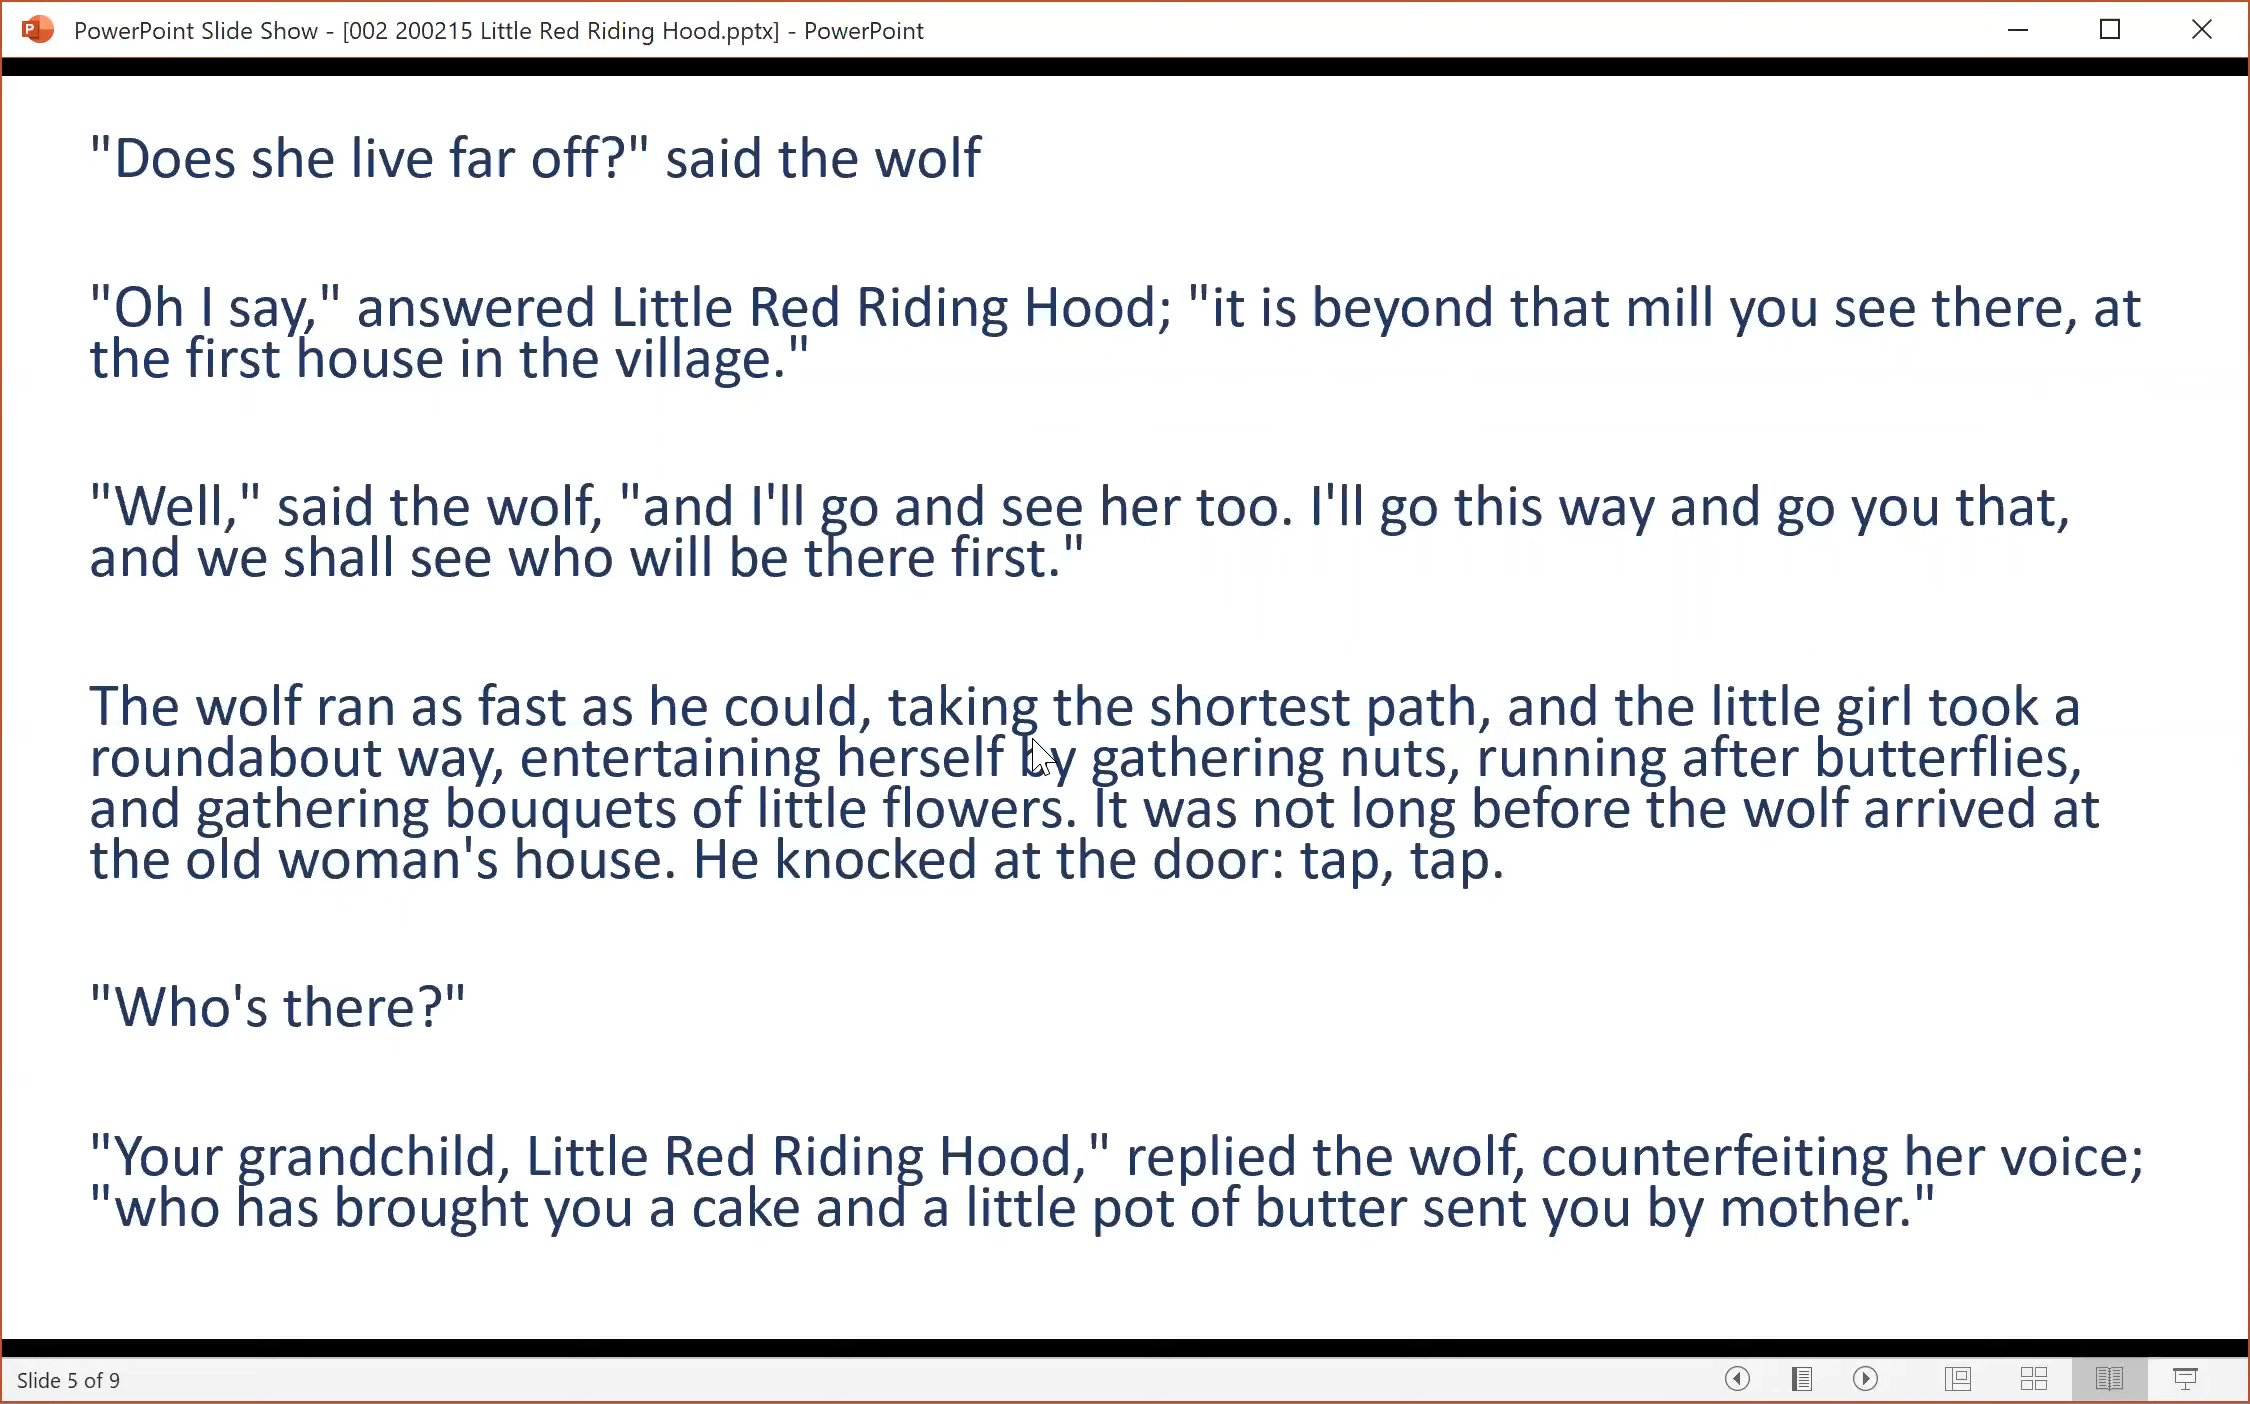 PowerPoint Slide Show - [002 200215 Little Red Riding Hood.pptx] - PowerPoint
"Does she live far off?" said the wolf
"Oh I say," answered Little Red Riding Hood; "it is beyond that mill you see there, at
the first house in the village."
"Well," said the wolf, "and I'll go and see her too. I'll go this way and go you that,
and we shall see who will be there first."
The wolf ran as fast as he could, taking the shortest path, and the little girl took a
roundabout way, entertaining herself by gathering nuts, running after butterflies,
and gathering bouquets of little flowers. It was not long before the wolf arrived at
the old woman's house. He knocked at the door: tap, tap.
"Who's there?"
"Your grandchild, Little Red Riding Hood," replied the wolf, counterfeiting her voice;
"who has brought you a cake and a little pot of butter sent you by mother."
Slide 5 of 9